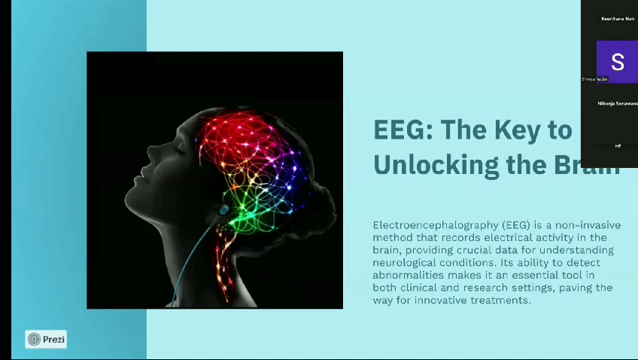 EEG: The Key to
Unlocking the Brain
Electroencephalography (EEG) is a non-invasive
method that records electrical activity in the
brain, providing crucial data for understanding
neurological conditions. Its ability to detect
abnormalities makes it an essential tool in
both clinical and research settings, paving the
way for innovative treatments.
Prezi
S